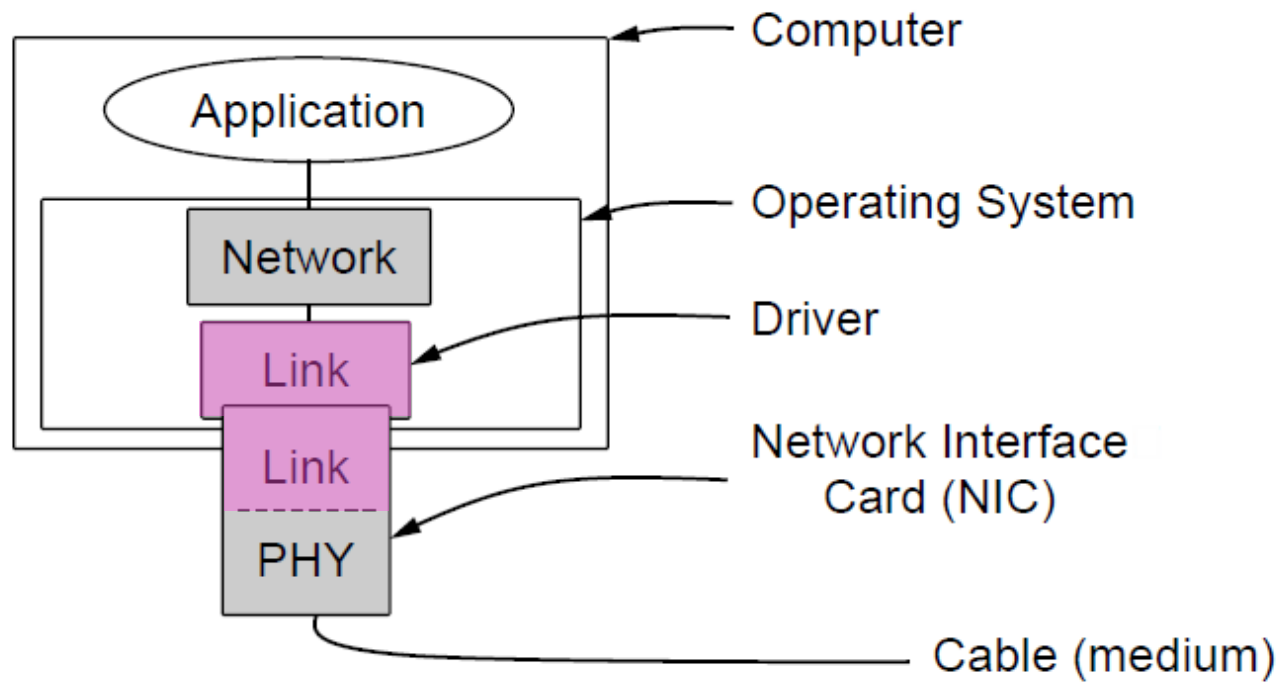 Computer
Application
Operating System
Network
Driver
Link
Network Interface
Card (NIC)
Link
PHY
Cable (medium)